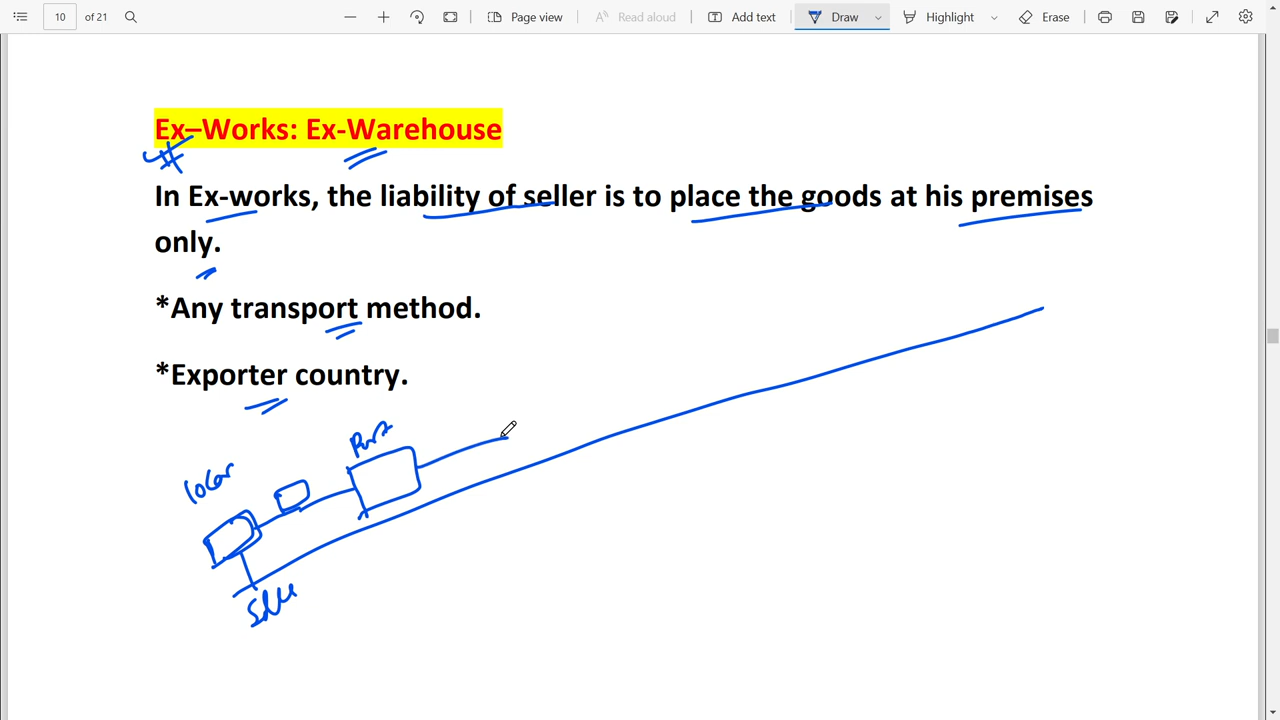 10 of 21 Page view Read aloud Add text Draw Highlight Erase
Ex–Works: Ex-Warehouse
In Ex-works, the liability of seller is to place the goods at his premises
only.
*Any transport method.
*Exporter country.
Port